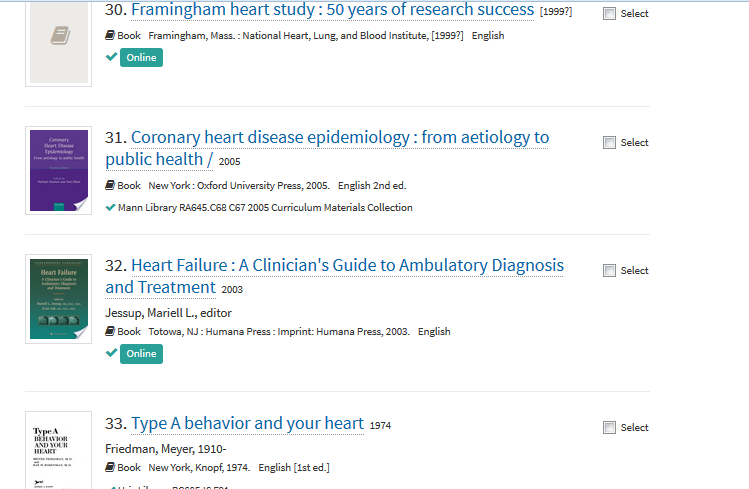 30. Framingham heart study : 50 years of research success [1999?]
Select
Book Framingham, Mass. : National Heart, Lung, and Blood Institute, [1999?] English
Online
Coronary
Heart Disease
Epidemiology
From aetiology to public health
31. Coronary heart disease epidemiology : from aetiology to
public health / 2005
Select
Book New York : Oxford University Press, 2005. English 2nd ed.
Mann Library RA645.C68 C67 2005 Curriculum Materials Collection
Heart Failure
A Clinician's Guide to
Ambulatory Diagnosis
and Treatment
32. Heart Failure : A Clinician's Guide to Ambulatory Diagnosis
and Treatment 2003
Select
Jessup, Mariell L., editor
Book Totowa, NJ : Humana Press : Imprint: Humana Press, 2003. English
Online
Type A
BEHAVIOR
AND YOUR
HEART
33. Type A behavior and your heart 1974
Select
Friedman, Meyer, 1910-
Book New York, Knopf, 1974. English [1st ed.]